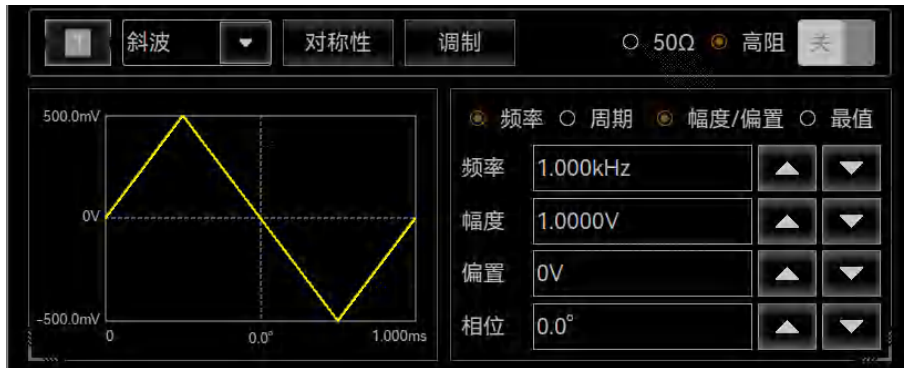 1 斜波 对称性 调制 50Ω 高阻 关
500.0mV
0V
-500.0mV
0 0.0° 1.000ms
频率 周期 幅度/偏置 最值
频率 1.000kHz
幅度 1.0000V
偏置 0V
相位 0.0°